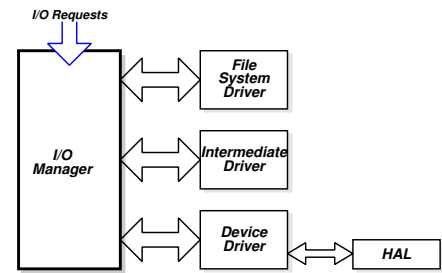 I/O Requests
File
System
Driver
I/O
Manager
Intermediate
Driver
Device
Driver
HAL